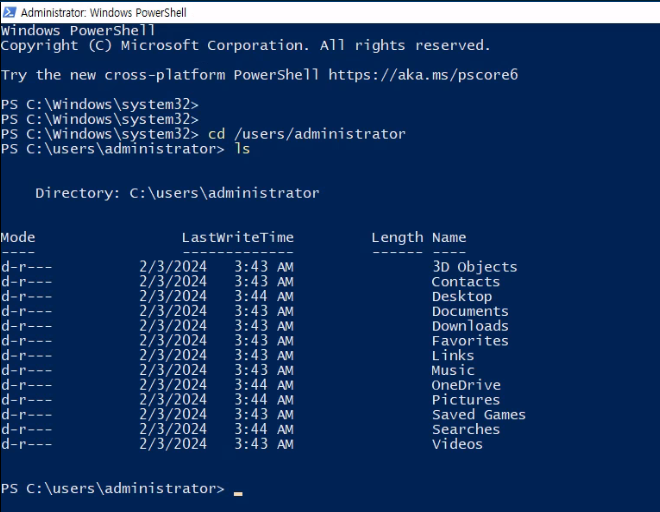 Administrator: Windows PowerShell
Windows PowerShell
Copyright (C) Microsoft Corporation. All rights reserved.
Try the new cross-platform PowerShell https://aka.ms/pscore6
PS C:\Windows\system32>
PS C:\Windows\system32>
PS C:\Windows\system32> cd /users/administrator
PS C:\users\administrator> ls
Directory: C:\users\administrator
Mode LastWriteTime Length Name
---- ------------- ------ ----
d-r--- 2/3/2024 3:43 AM 3D Objects
d-r--- 2/3/2024 3:43 AM Contacts
d-r--- 2/3/2024 3:44 AM Desktop
d-r--- 2/3/2024 3:43 AM Documents
d-r--- 2/3/2024 3:43 AM Downloads
d-r--- 2/3/2024 3:43 AM Favorites
d-r--- 2/3/2024 3:43 AM Links
d-r--- 2/3/2024 3:43 AM Music
d-r--- 2/3/2024 3:44 AM OneDrive
d-r--- 2/3/2024 3:44 AM Pictures
d-r--- 2/3/2024 3:43 AM Saved Games
d-r--- 2/3/2024 3:44 AM Searches
d-r--- 2/3/2024 3:43 AM Videos
PS C:\users\administrator>